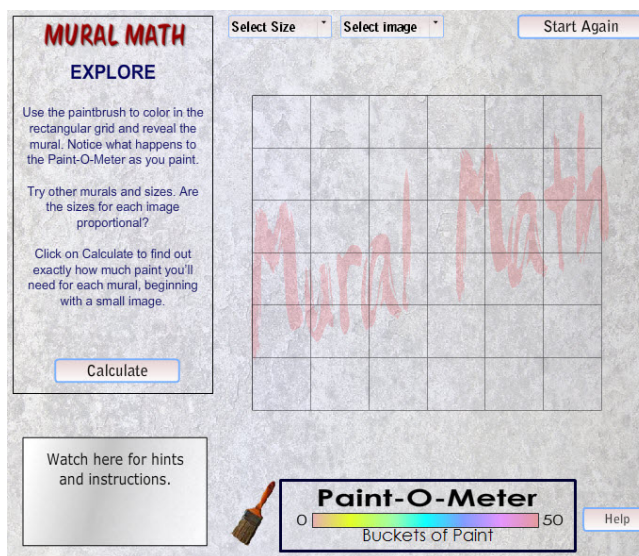 MURAL MATH
EXPLORE
Use the paintbrush to color in the
rectangular grid and reveal the
mural. Notice what happens to
the Paint-O-Meter as you paint.
Try other murals and sizes. Are
the sizes for each image
proportional?
Click on Calculate to find out
exactly how much paint you'll
need for each mural, beginning
with a small image.
Calculate
Watch here for hints
and instructions.
Select Size
Select image
Start Again
Mural Math
Paint-O-Meter
0 50
Buckets of Paint
Help